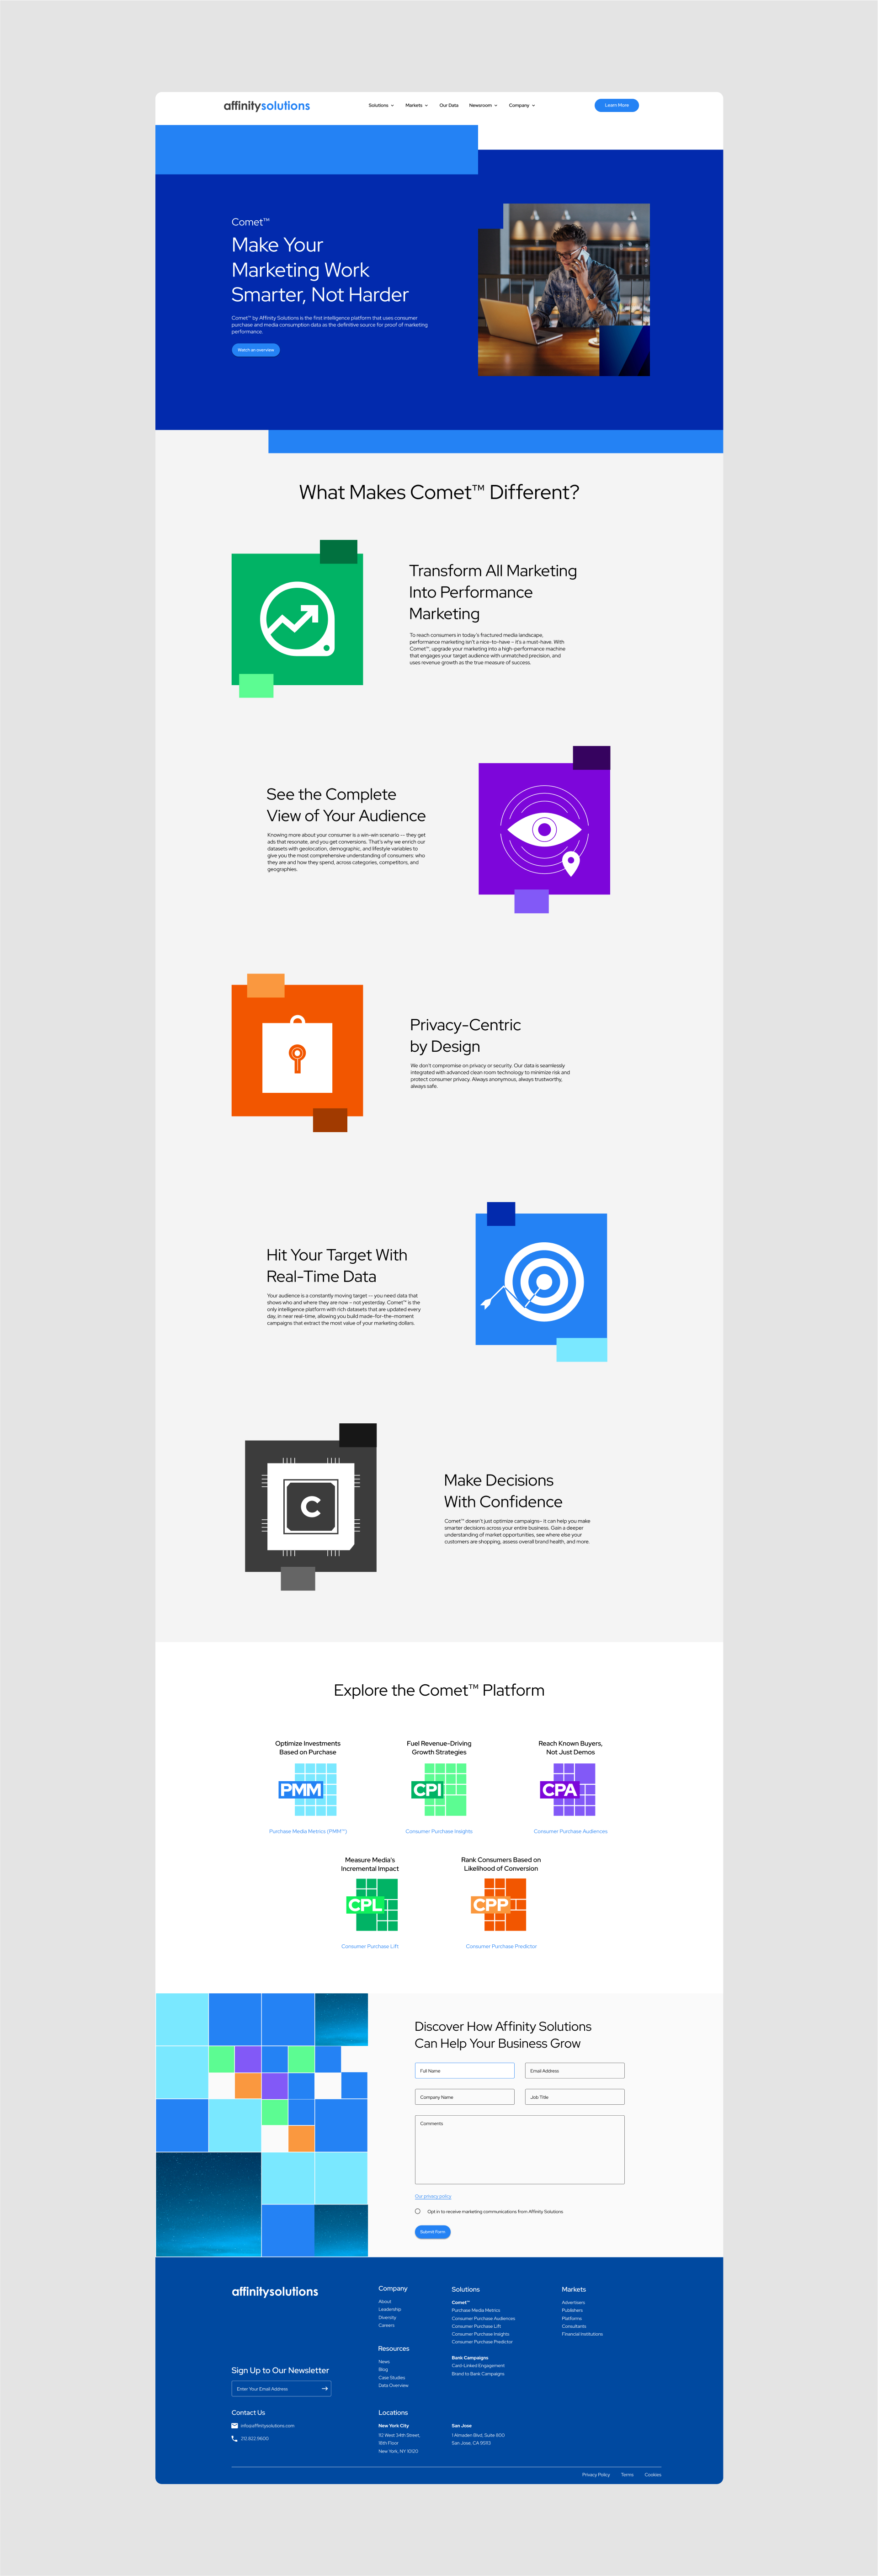 affinitysolutions
Solutions
Markets
Our Data
Newsroom
Company
Learn More
Comet™
Make Your
Marketing Work
Smarter, Not Harder
Comet™ by Affinity Solutions is the first intelligence platform that uses consumer
purchase and media consumption data as the definitive source for proof of marketing
performance.
Watch an overview
What Makes Comet™ Different?
Transform All Marketing
Into Performance
Marketing
To reach consumers in today's fractured media landscape,
performance marketing isn't a nice-to-have – it's a must-have. With
Comet™, upgrade your marketing into a high-performance machine
that engages your target audience with unmatched precision, and
uses revenue growth as the true measure of success.
See the Complete
View of Your Audience
Knowing more about your consumer is a win-win scenario -- they get
ads that resonate, and you get conversions. That's why we enrich our
datasets with geolocation, demographic, and lifestyle variables to
give you the most comprehensive understanding of consumers: who
they are and how they spend, across categories, competitors, and
geographies.
Privacy-Centric
by Design
We don't compromise on privacy or security. Our data is seamlessly
integrated with advanced clean room technology to minimize risk and
protect consumer privacy. Always anonymous, always trustworthy,
always safe.
Hit Your Target With
Real-Time Data
Your audience is a constantly moving target -- you need data that
shows who and where they are now – not yesterday. Comet™ is the
only intelligence platform with rich datasets that are updated every
day, in near real-time, allowing you build made-for-the-moment
campaigns that extract the most value of your marketing dollars.
C
Make Decisions
With Confidence
Comet™ doesn't just optimize campaigns– it can help you make
smarter decisions across your entire business. Gain a deeper
understanding of market opportunities, see where else your
customers are shopping, assess overall brand health, and more.
Explore the Comet™ Platform
Optimize Investments
Based on Purchase
PMM
Purchase Media Metrics (PMM™)
Fuel Revenue-Driving
Growth Strategies
CPI
Consumer Purchase Insights
Reach Known Buyers,
Not Just Demos
CPA
Consumer Purchase Audiences
Measure Media's
Incremental Impact
CPL
Consumer Purchase Lift
Rank Consumers Based on
Likelihood of Conversion
CPP
Consumer Purchase Predictor
Discover How Affinity Solutions
Can Help Your Business Grow
Full Name
Email Address
Company Name
Job Title
Comments
Our privacy policy
Opt in to receive marketing communications from Affinity Solutions
Submit Form
affinitysolutions
Sign Up to Our Newsletter
Enter Your Email Address
Contact Us
info@affinitysolutions.com
212.822.9600
Company
About
Leadership
Diversity
Careers
Resources
News
Blog
Case Studies
Data Overview
Solutions
Comet™
Purchase Media Metrics
Consumer Purchase Audiences
Consumer Purchase Lift
Consumer Purchase Insights
Consumer Purchase Predictor
Bank Campaigns
Card-Linked Engagement
Brand to Bank Campaigns
Markets
Advertisers
Publishers
Platforms
Consultants
Financial Institutions
Locations
New York City
112 West 34th Street,
18th Floor
New York, NY 10120
San Jose
1 Almaden Blvd, Suite 800
San Jose, CA 95113
Privacy Policy
Terms
Cookies